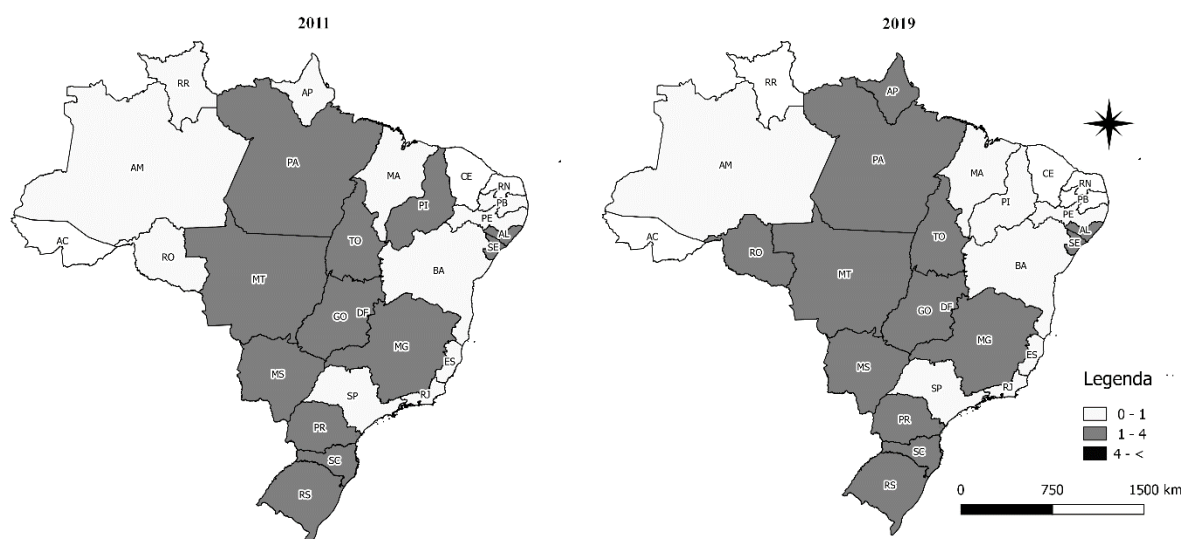 2011
RR
AP
AM
PA
MA
CE
RN
PB
PI
PE
AL
SE
AC
RO
TO
BA
MT
GO
DF
MG
ES
MS
SP
RJ
PR
SC
RS
2019
RR
AP
AM
PA
MA
CE
RN
PB
PI
PE
AL
SE
AC
RO
TO
BA
MT
GO
DF
MG
ES
MS
SP
RJ
PR
SC
RS
Legenda
0 - 1
1 - 4
4 - <
0 750 1500 km